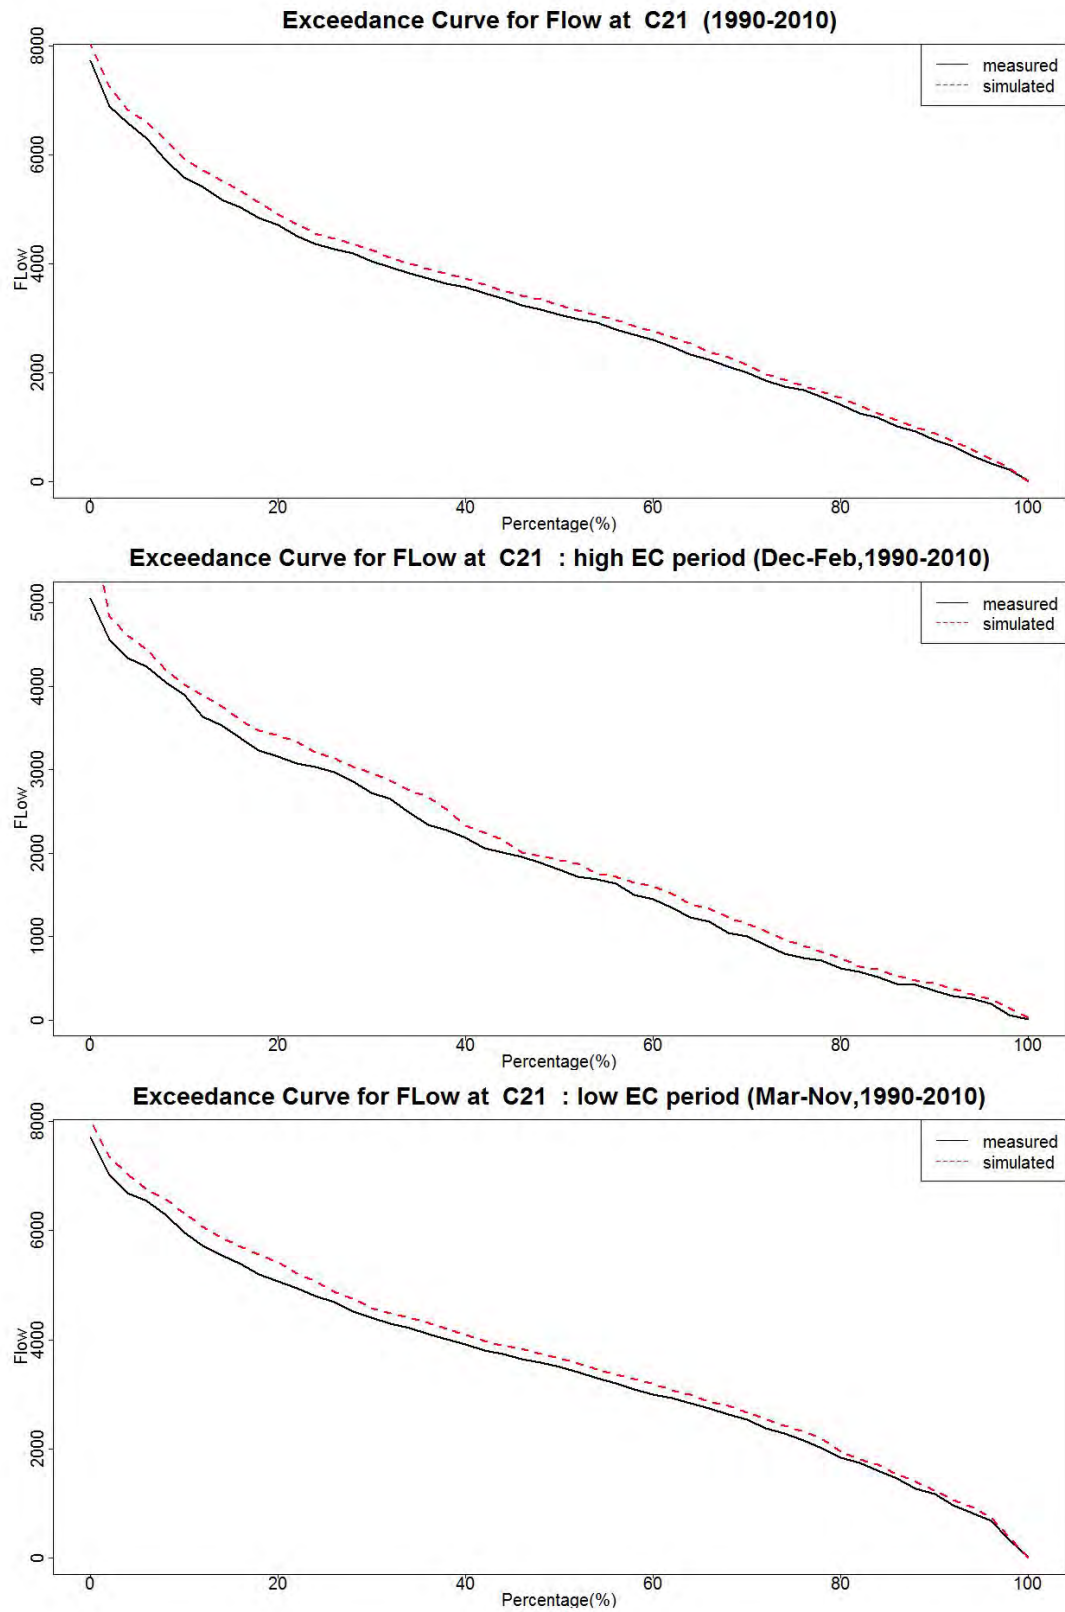 Exceedance Curve for Flow at C21 (1990-2010)
measured
simulated
8000
6000
4000
2000
0
FLow
0 20 40 60 80 100
Percentage(%)
Exceedance Curve for FLow at C21 : high EC period (Dec-Feb,1990-2010)
measured
simulated
5000
4000
3000
2000
1000
0
FLow
0 20 40 60 80 100
Percentage(%)
Exceedance Curve for FLow at C21 : low EC period (Mar-Nov,1990-2010)
measured
simulated
8000
6000
4000
2000
0
Flow
0 20 40 60 80 100
Percentage(%)